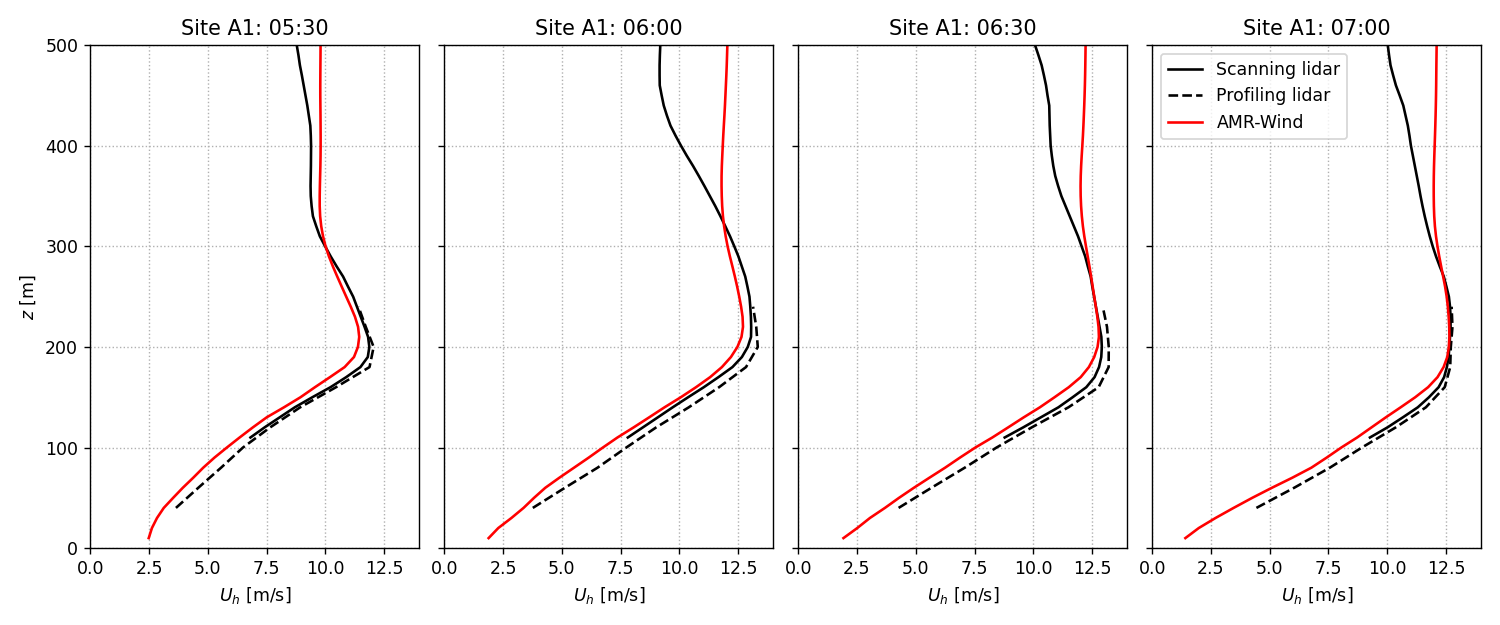 Site A1: 05:30
Site A1: 06:00
Site A1: 06:30
Site A1: 07:00
500
400
300
200
100
0
z [m]
Scanning lidar
Profiling lidar
AMR-Wind
0.0 2.5 5.0 7.5 10.0 12.5
0.0 2.5 5.0 7.5 10.0 12.5
0.0 2.5 5.0 7.5 10.0 12.5
0.0 2.5 5.0 7.5 10.0 12.5
U_h [m/s]
U_h [m/s]
U_h [m/s]
U_h [m/s]